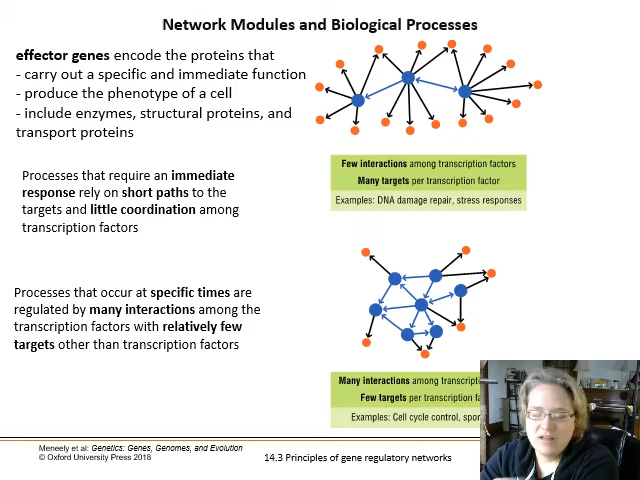 Network Modules and Biological Processes
effector genes encode the proteins that
- carry out a specific and immediate function
- produce the phenotype of a cell
- include enzymes, structural proteins, and
transport proteins
Few interactions among transcription factors
Many targets per transcription factor
Examples: DNA damage repair, stress responses
Processes that require an immediate
response rely on short paths to the
targets and little coordination among
transcription factors
Processes that occur at specific times are
regulated by many interactions among the
transcription factors with relatively few
targets other than transcription factors
Many interactions among
Few targets per transcription
Examples: Cell cycle control,
Meneely et al: Genetics: Genes, Genomes, and Evolution
© Oxford University Press 2018
14.3 Principles of gene regulatory networks